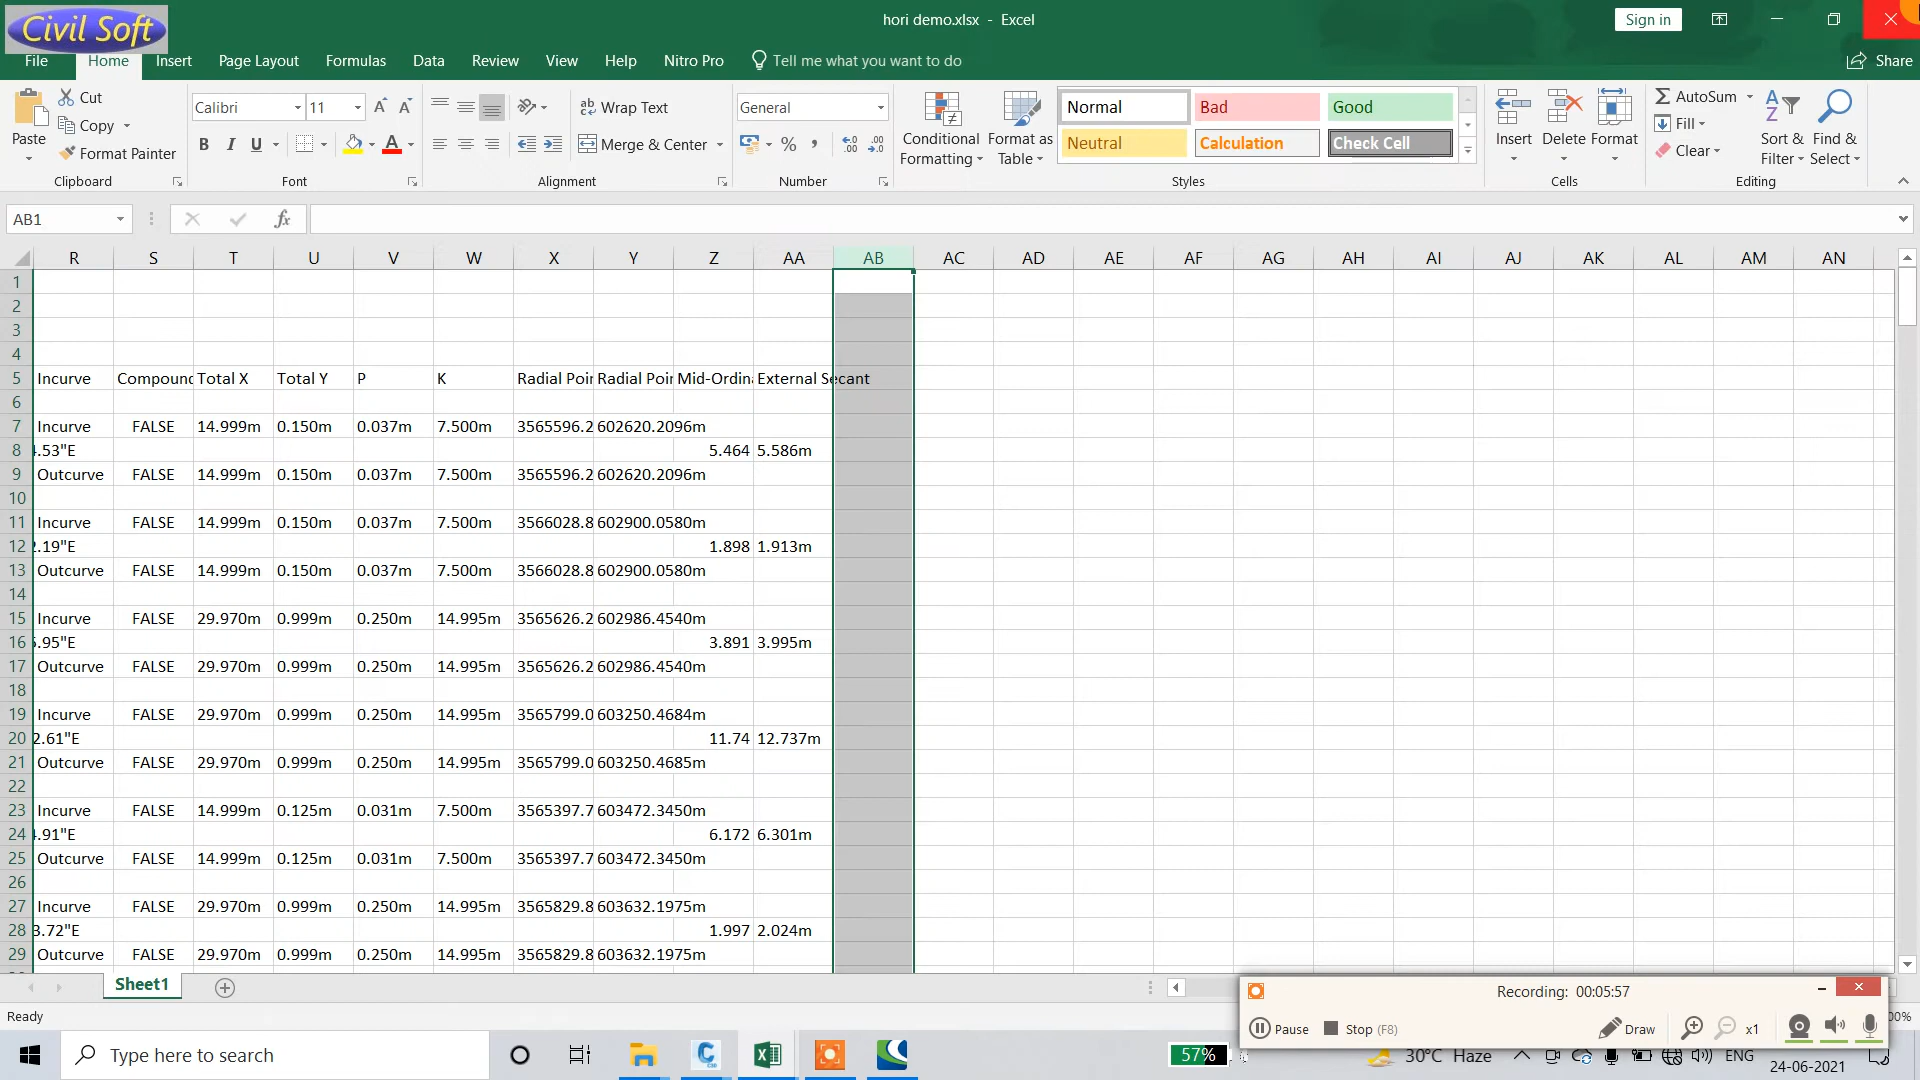 Civil Soft
hori demo.xlsx - Excel
Sign in
File Home Insert Page Layout Formulas Data Review View Help Nitro Pro Tell me what you want to do Share
Paste Cut Copy Format Painter Clipboard
Calibri 11 B I U Font
Wrap Text Merge & Center Alignment
General % Number
Conditional Formatting Format as Table
Normal Bad Good
Neutral Calculation Check Cell
Styles
Insert Delete Format Cells
AutoSum Fill Clear Sort & Filter Find & Select Editing
AB1 fx
R S T U V W X Y Z AA AB AC AD AE AF AG AH AI AJ AK AL AM AN
1
2
3
4
5 Incurve Compound Total X Total Y P K Radial Poin Radial Poin Mid-Ordina External Secant
6
7 Incurve FALSE 14.999m 0.150m 0.037m 7.500m 3565596.2 602620.2096m
8 .53"E 5.464 5.586m
9 Outcurve FALSE 14.999m 0.150m 0.037m 7.500m 3565596.2 602620.2096m
10
11 Incurve FALSE 14.999m 0.150m 0.037m 7.500m 3566028.8 602900.0580m
12 .19"E 1.898 1.913m
13 Outcurve FALSE 14.999m 0.150m 0.037m 7.500m 3566028.8 602900.0580m
14
15 Incurve FALSE 29.970m 0.999m 0.250m 14.995m 3565626.2 602986.4540m
16 .95"E 3.891 3.995m
17 Outcurve FALSE 29.970m 0.999m 0.250m 14.995m 3565626.2 602986.4540m
18
19 Incurve FALSE 29.970m 0.999m 0.250m 14.995m 3565799.0 603250.4684m
20 2.61"E 11.74 12.737m
21 Outcurve FALSE 29.970m 0.999m 0.250m 14.995m 3565799.0 603250.4685m
22
23 Incurve FALSE 14.999m 0.125m 0.031m 7.500m 3565397.7 603472.3450m
24 .91"E 6.172 6.301m
25 Outcurve FALSE 14.999m 0.125m 0.031m 7.500m 3565397.7 603472.3450m
26
27 Incurve FALSE 29.970m 0.999m 0.250m 14.995m 3565829.8 603632.1975m
28 3.72"E 1.997 2.024m
29 Outcurve FALSE 29.970m 0.999m 0.250m 14.995m 3565829.8 603632.1975m
Sheet1
Recording: 00:05:57
Pause Stop (F8) Draw x1
Ready 00%
Type here to search 57% 30°C Haze ENG
24-06-2021